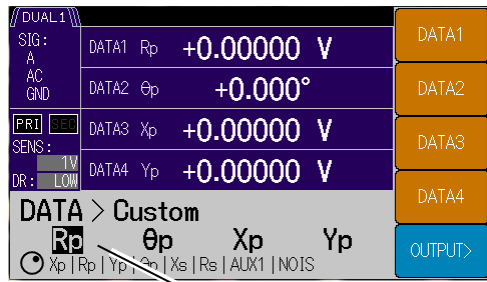 DUAL1
SIG:
A
AC
GND
PRI SEC
SENS:
1V
DR: LOW
DATA1 Rp +0.00000 V
DATA2 θp +0.000°
DATA3 Xp +0.00000 V
DATA4 Yp +0.00000 V
DATA > Custom
Rp θp Xp Yp
Xp | Rp | Yp | θp | Xs | Rs | AUX1 | NOIS
DATA1
DATA2
DATA3
DATA4
OUTPUT>